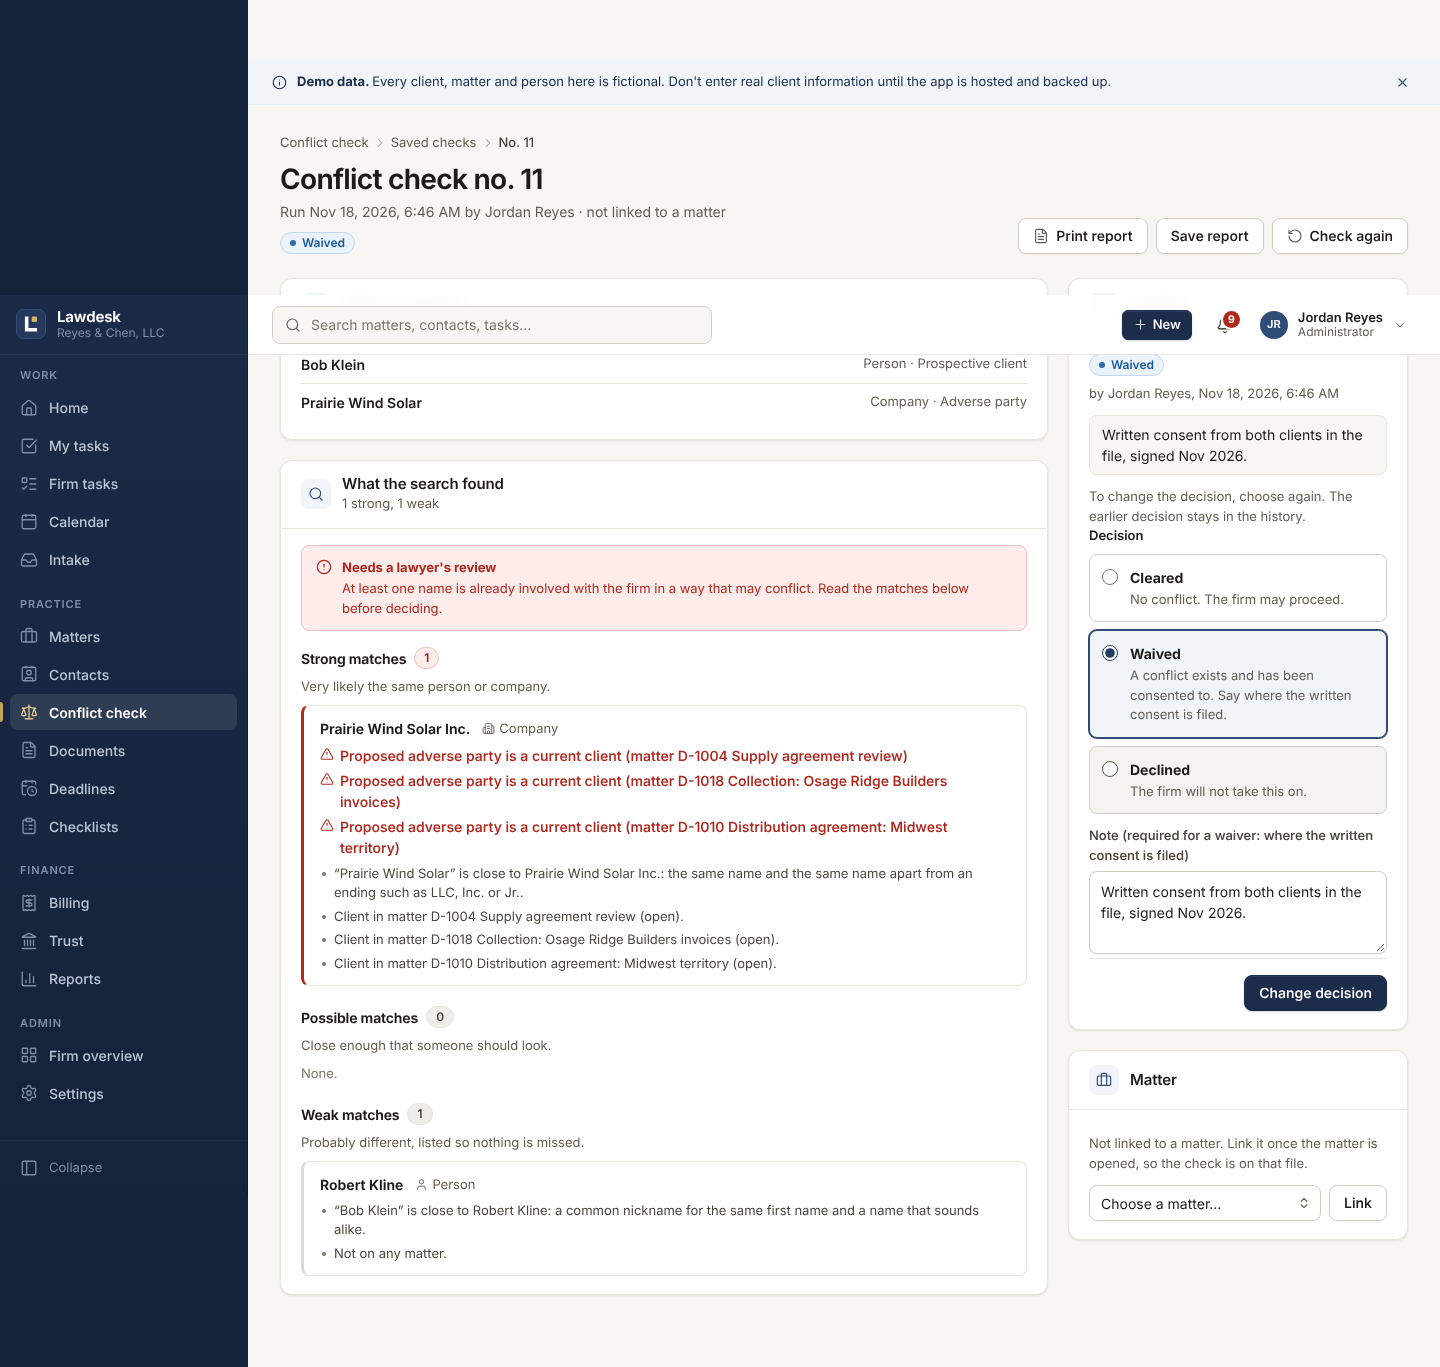 Demo data. Every client, matter and person here is fictional. Don't enter real client information until the app is hosted and backed up.
Conflict check > Saved checks > No. 11
Conflict check no. 11
Run Nov 18, 2026, 6:46 AM by Jordan Reyes · not linked to a matter
Waived
Print report
Save report
Check again
Lawdesk
Reyes & Chen, LLC
Search matters, contacts, tasks...
New
9
JR
Jordan Reyes
Administrator
WORK
Home
My tasks
Firm tasks
Calendar
Intake
PRACTICE
Matters
Contacts
Conflict check
Documents
Deadlines
Checklists
FINANCE
Billing
Trust
Reports
ADMIN
Firm overview
Settings
Collapse
Bob Klein
Person · Prospective client
Prairie Wind Solar
Company · Adverse party
What the search found
1 strong, 1 weak
Needs a lawyer's review
At least one name is already involved with the firm in a way that may conflict. Read the matches below
before deciding.
Strong matches 1
Very likely the same person or company.
Prairie Wind Solar Inc. Company
Proposed adverse party is a current client (matter D-1004 Supply agreement review)
Proposed adverse party is a current client (matter D-1018 Collection: Osage Ridge Builders
invoices)
Proposed adverse party is a current client (matter D-1010 Distribution agreement: Midwest
territory)
• “Prairie Wind Solar” is close to Prairie Wind Solar Inc.: the same name and the same name apart from an
ending such as LLC, Inc. or Jr..
• Client in matter D-1004 Supply agreement review (open).
• Client in matter D-1018 Collection: Osage Ridge Builders invoices (open).
• Client in matter D-1010 Distribution agreement: Midwest territory (open).
Possible matches 0
Close enough that someone should look.
None.
Weak matches 1
Probably different, listed so nothing is missed.
Robert Kline Person
• “Bob Klein” is close to Robert Kline: a common nickname for the same first name and a name that sounds
alike.
• Not on any matter.
Waived
by Jordan Reyes, Nov 18, 2026, 6:46 AM
Written consent from both clients in the
file, signed Nov 2026.
To change the decision, choose again. The
earlier decision stays in the history.
Decision
Cleared
No conflict. The firm may proceed.
Waived
A conflict exists and has been
consented to. Say where the written
consent is filed.
Declined
The firm will not take this on.
Note (required for a waiver: where the written
consent is filed)
Written consent from both clients in the
file, signed Nov 2026.
Change decision
Matter
Not linked to a matter. Link it once the matter is
opened, so the check is on that file.
Choose a matter...
Link